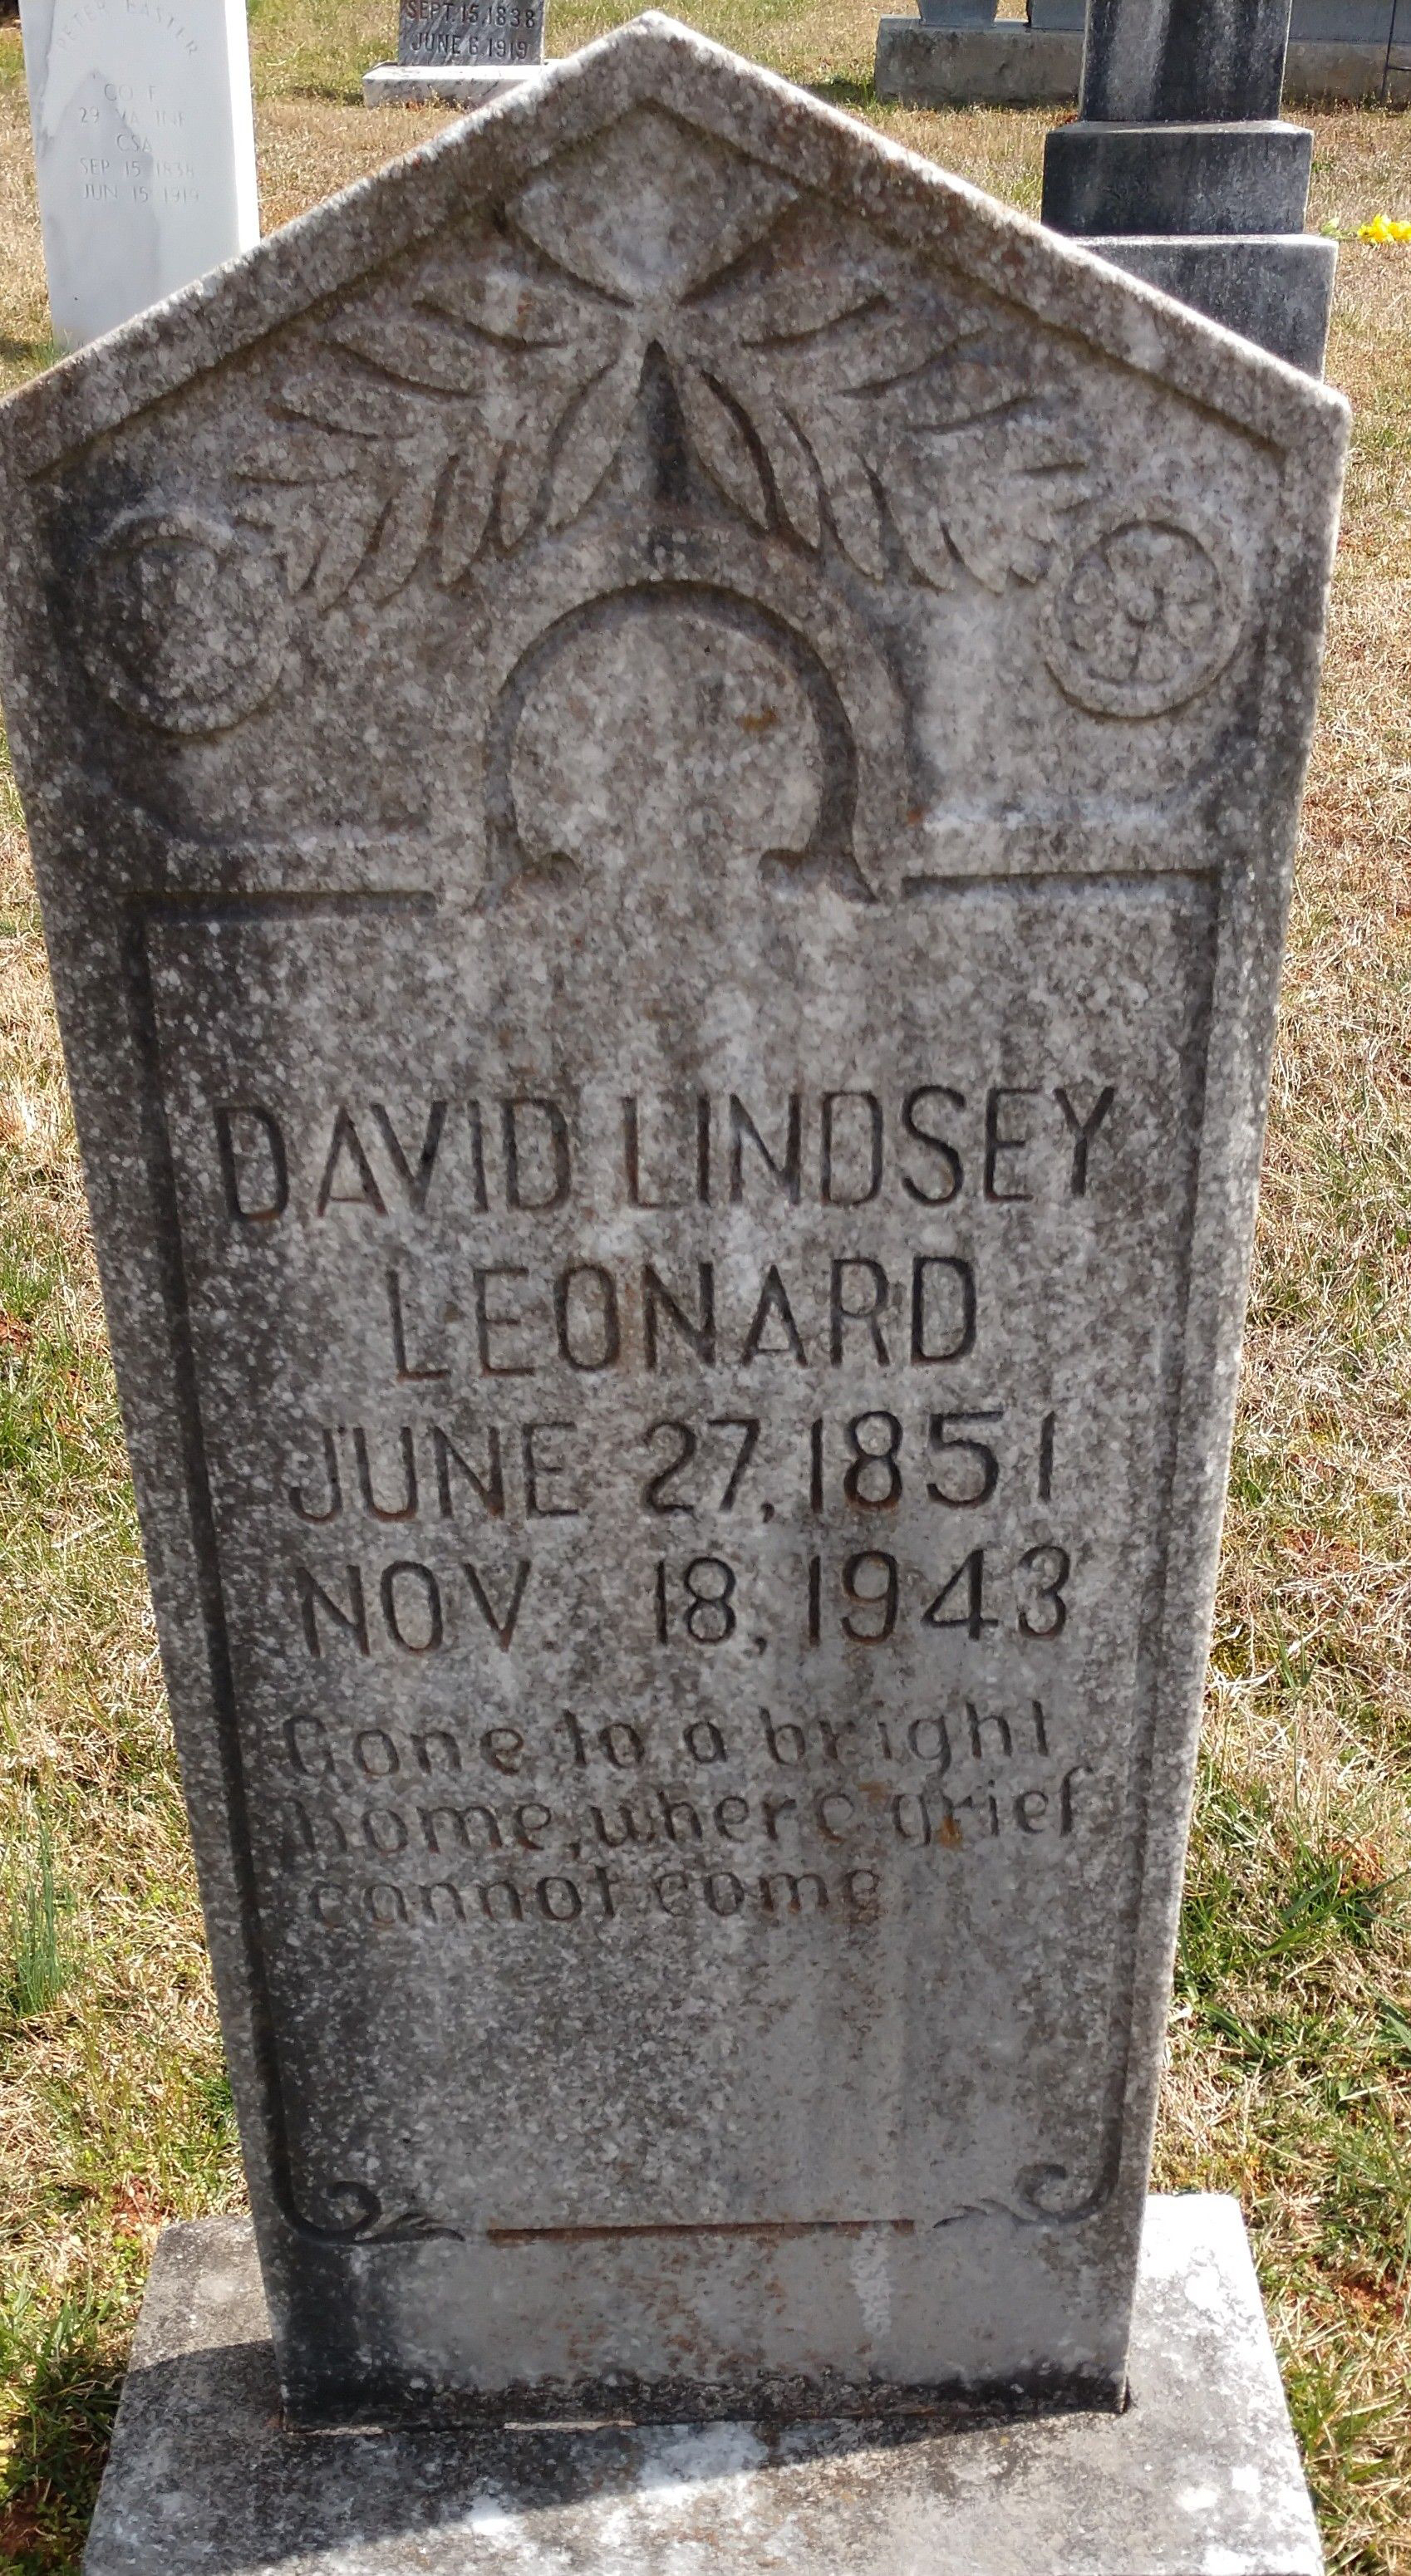 PETER EASTER
CO F
29 VA INF
CSA
SEP 15 1838
JUN 15 1919
SEPT. 15, 1838
JUNE 6 1919
DAVID LINDSEY
LEONARD
JUNE 27, 1851
NOV. 18, 1943
Gone to a bright
home, where grief
cannot come